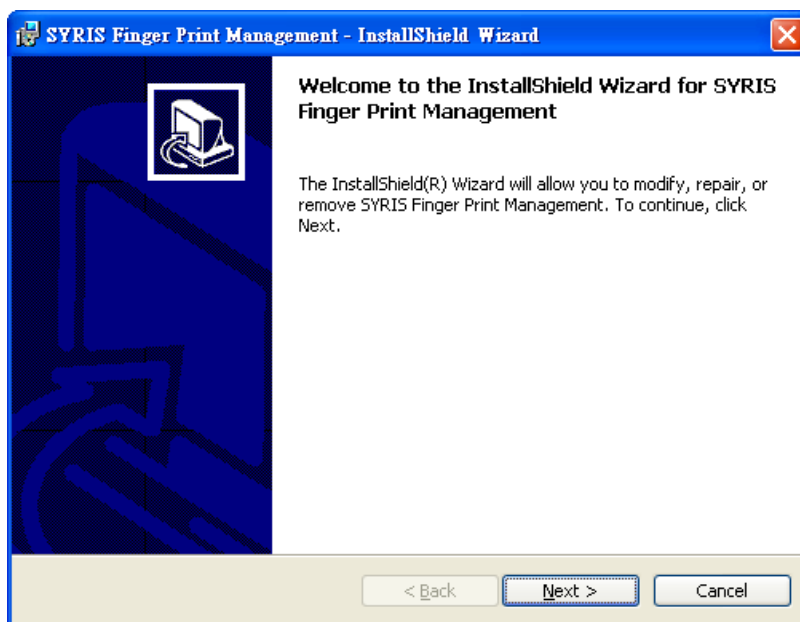 SYRIS Finger Print Management - InstallShield Wizard
Welcome to the InstallShield Wizard for SYRIS
Finger Print Management
The InstallShield(R) Wizard will allow you to modify, repair, or
remove SYRIS Finger Print Management. To continue, click
Next.
< Back
Next >
Cancel